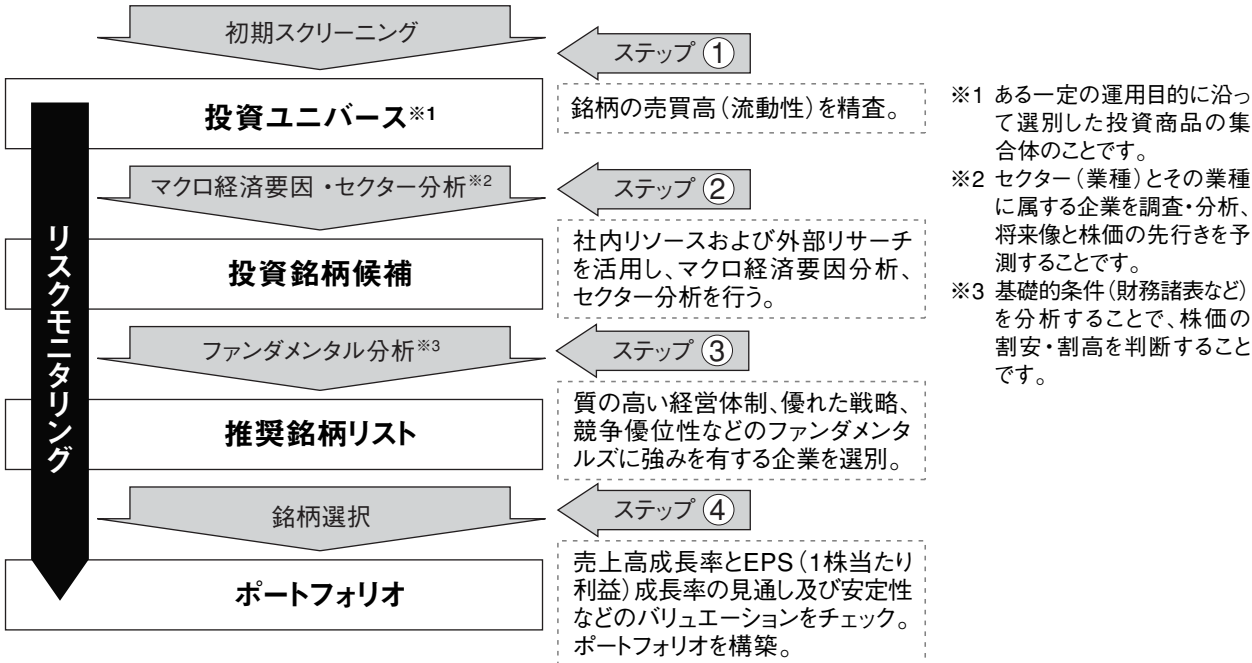 初期スクリーニング
ステップ ①
投資ユニバース※1
銘柄の売買高（流動性）を精査。
マクロ経済要因・セクター分析※2
ステップ ②
投資銘柄候補
社内リソースおよび外部リサーチ
を活用し、マクロ経済要因分析、
セクター分析を行う。
ファンダメンタル分析※3
ステップ ③
推奨銘柄リスト
質の高い経営体制、優れた戦略、
競争優位性などのファンダメンタ
ルズに強みを有する企業を選別。
銘柄選択
ステップ ④
ポートフォリオ
売上高成長率とEPS（1株当たり
利益）成長率の見通し及び安定性
などのバリュエーションをチェック。
ポートフォリオを構築。
リスクモニタリング
※1 ある一定の運用目的に沿っ
て選別した投資商品の集
合体のことです。
※2 セクター（業種）とその業種
に属する企業を調査・分析、
将来像と株価の先行きを予
測することです。
※3 基礎的条件（財務諸表など）
を分析することで、株価の
割安・割高を判断すること
です。